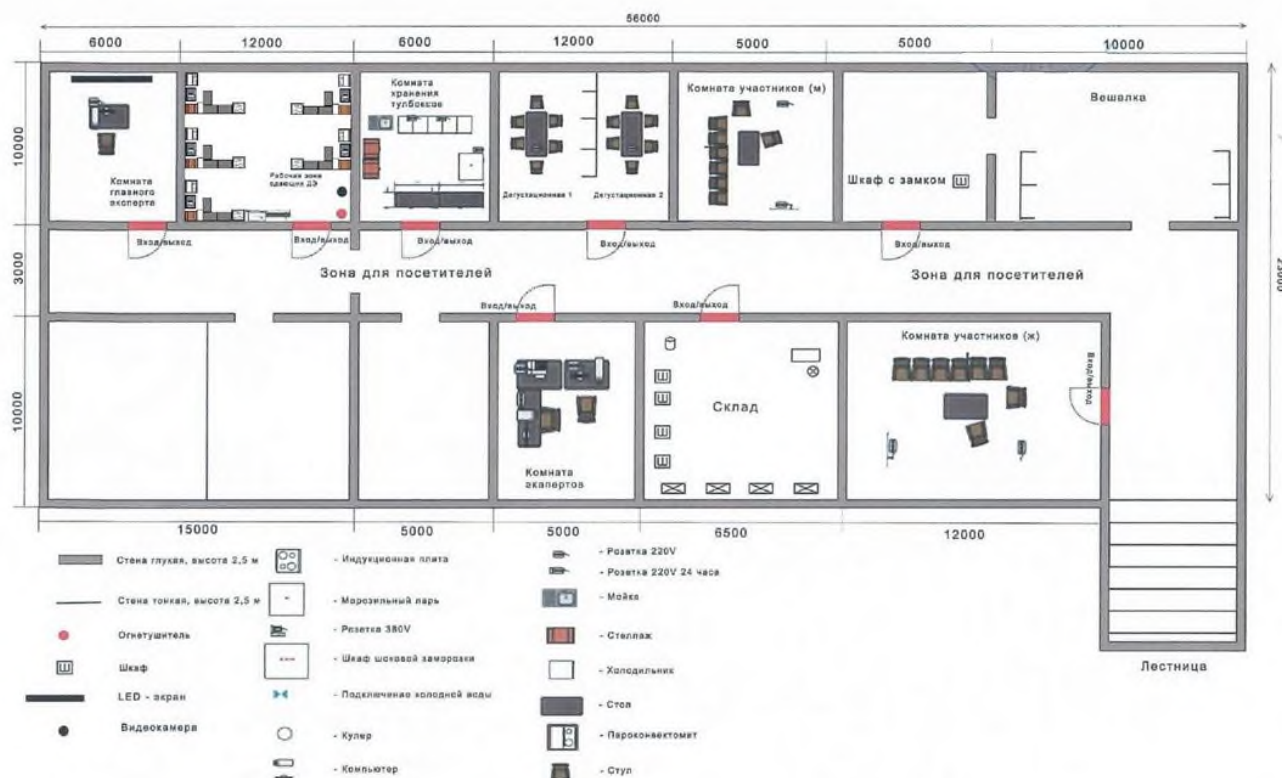 56000
6000
12000
6000
12000
5000
5000
10000
10000
3000
10000
23000
Комната
главного
эксперта
Рабочая зона
сдающих ДЭ
Комната
хранения
тулбоксов
Дегустационная 1
Дегустационная 2
Комната участников (м)
Шкаф с замком
Ш
Вешалка
Вход/выход
Вход/выход
Вход/выход
Вход/выход
Вход/выход
Зона для посетителей
Зона для посетителей
Вход/выход
Вход/выход
Комната
экапертов
Ш
Ш
Ш
Ш
Склад
Комната участников (ж)
Вход/выход
15000
5000
5000
6500
12000
Лестница
Стена глухая, высота 2,5 м
Стена тонкая, высота 2,5 м
Огнетушитель
Ш
Шкаф
LED - экран
Видеокамера
- Индукционная плита
- Марозильный ларь
- Розетка 380V
- Шкаф шоковой заморозки
- Подключение холодной воды
- Кулер
- Компьютер
- Розетка 220V
- Розетка 220V 24 часа
- Мойка
- Стеллаж
- Холодильник
- Стол
- Пароконвектомат
- Стул